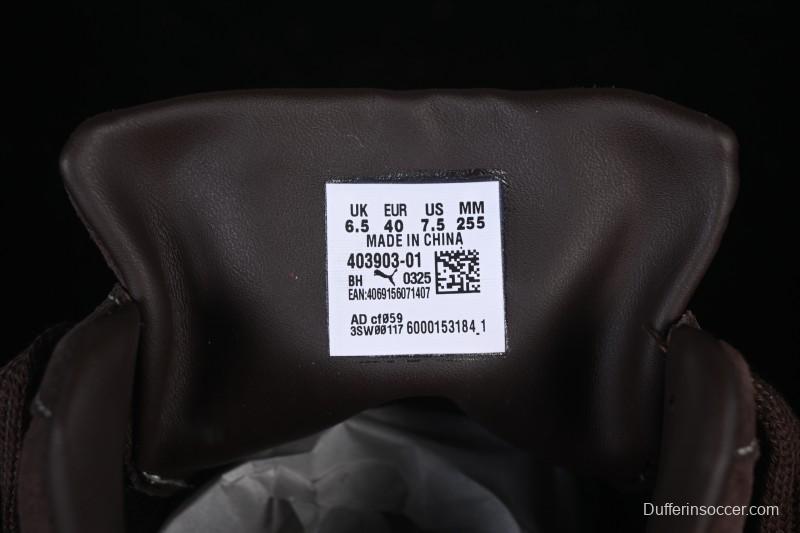 UK EUR US MM
6.5 40 7.5 255
MADE IN CHINA
403903-01
BH 0325
EAN:4069156071407
AD cf059
3SW00117 6000153184_1
Dufferinsoccer.com